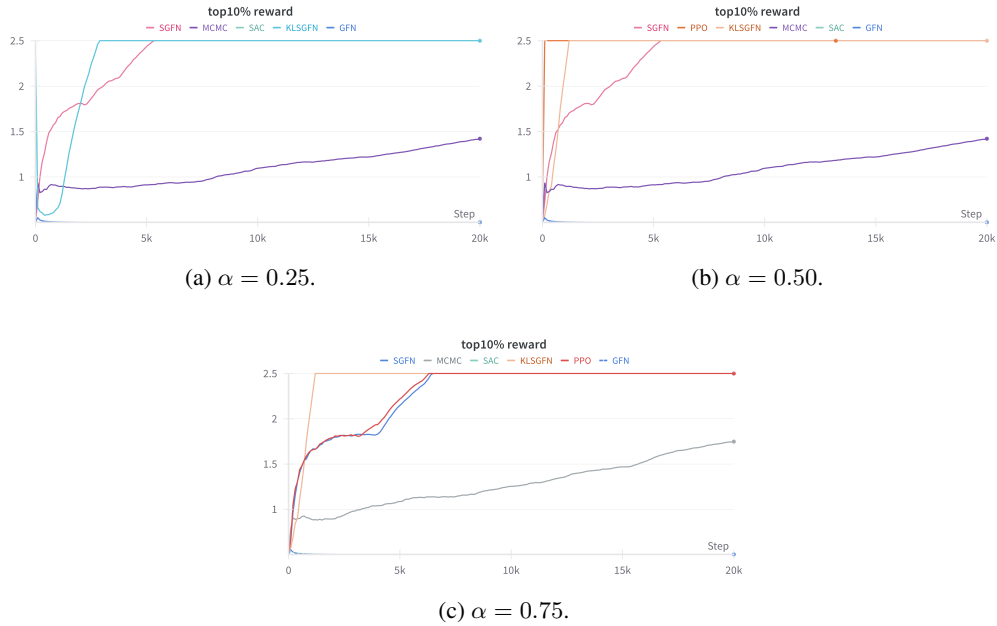 top10% reward
SGFN MCMC SAC KLSGFN GFN
2.5
2
1.5
1
Step
0 5k 10k 15k 20k
(a) α = 0.25.
top10% reward
SGFN PPO KLSGFN MCMC SAC GFN
2.5
2
1.5
1
Step
0 5k 10k 15k 20k
(b) α = 0.50.
top10% reward
SGFN MCMC SAC KLSGFN PPO GFN
2.5
2
1.5
1
Step
0 5k 10k 15k 20k
(c) α = 0.75.